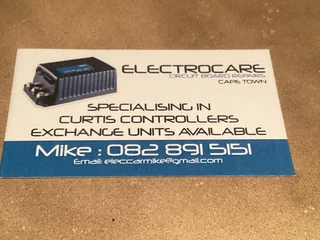 ELECTROCARE
CIRCUIT BOARD REPAIRS
CAPE TOWN
SPECIALISING IN
CURTIS CONTROLLERS
EXCHANGE UNITS AVAILABLE
Mike : 082 891 5151
Email: eleccarmike@gmail.com